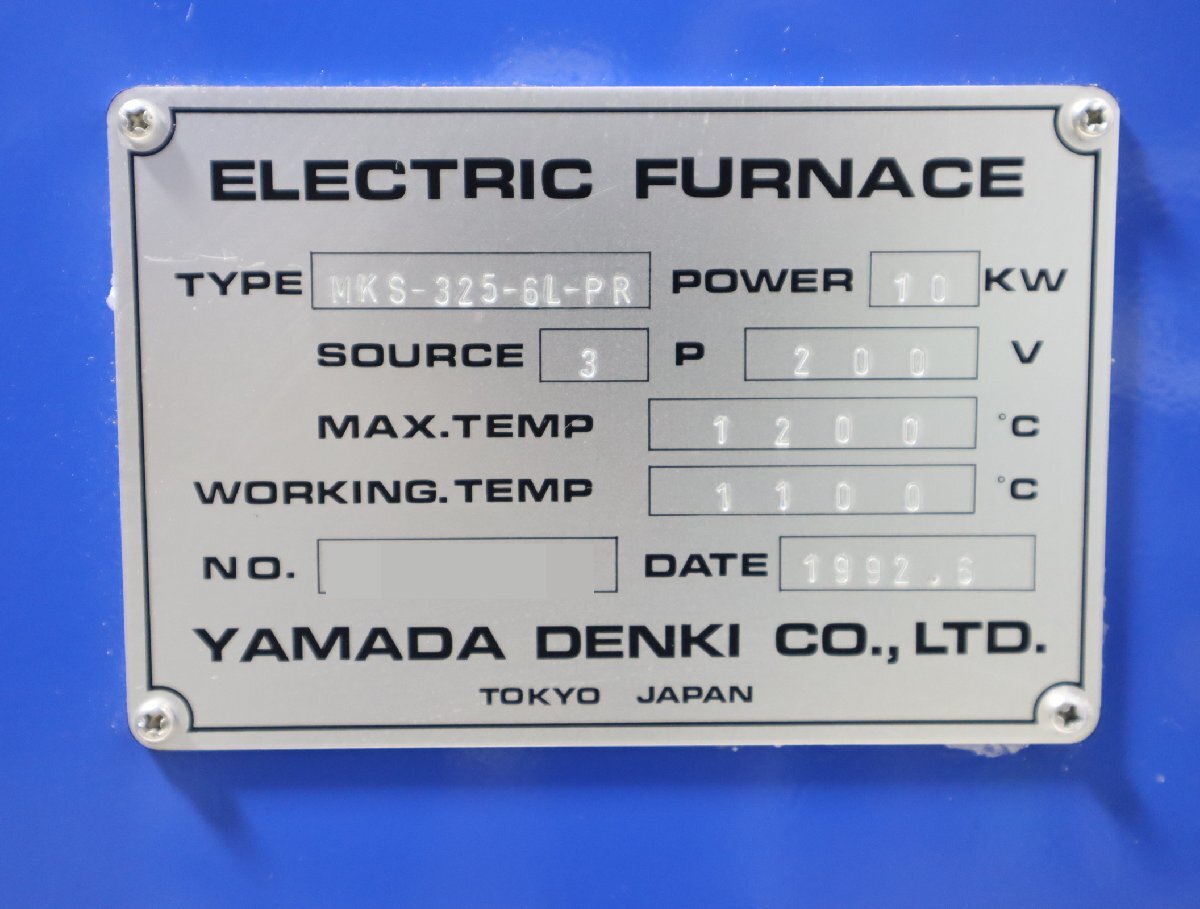 ELECTRIC FURNACE
TYPE MKS-325-6L-PR POWER 10 KW
SOURCE 3 P 200 V
MAX.TEMP 1200 °C
WORKING.TEMP 1100 °C
NO. DATE 1992.6
YAMADA DENKI CO.,LTD.
TOKYO JAPAN